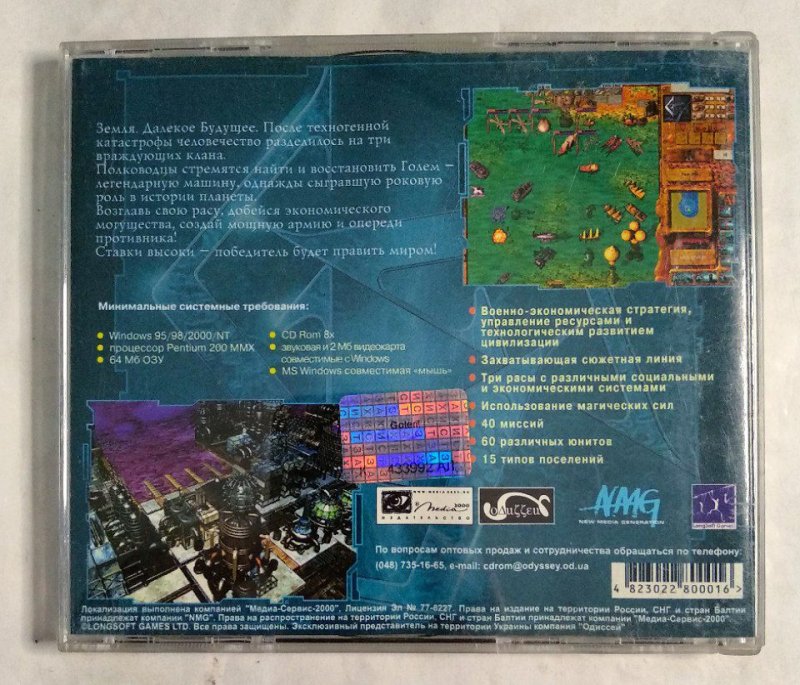 Земля. Далекое Будущее. После техногенной
катастрофы человечество разделилось на три
враждующих клана.
Полководцы стремятся найти и восстановить Голем –
легендарную машину, однажды сыгравшую роковую
роль в истории планеты.
Возглавь свою расу, добейся экономического
могущества, создай мощную армию и опереди
противника!
Ставки высоки – победитель будет править миром!
Минимальные системные требования:
Windows 95/98/2000/NT
процессор Pentium 200 MMX
64 Мб ОЗУ
CD Rom 8x
звуковая и 2 Мб видеокарта
совместимые с Windows
MS Windows совместимая «мышь»
Военно-экономическая стратегия,
управление ресурсами и
технологическим развитием
цивилизации
Захватывающая сюжетная линия
Три расы с различными социальными
и экономическими системами
Использование магических сил
40 миссий
60 различных юнитов
15 типов поселений
Golem
433992 АЛ
Media 2000
ИЗДАТЕЛЬСТВО
одиzzеu
NMG
NEW MEDIA GENERATION
LongSoft Games
По вопросам оптовых продаж и сотрудничества обращаться по телефону:
(048) 735-16-65, e-mail: cdrom@odyssey.od.ua
4 823022 800016 >
Локализация выполнена компанией "Медиа-Сервис-2000", Лицензия Эл № 77-6227. Права на издание на территории России, СНГ и стран Балтии
принадлежат компании "NMG". Права на распространение на территории России, СНГ и стран Балтии принадлежат компании "Медиа-Сервис-2000"
©LONGSOFT GAMES LTD. Все права защищены. Эксклюзивный представитель на территории Украины компания "Одиссей"